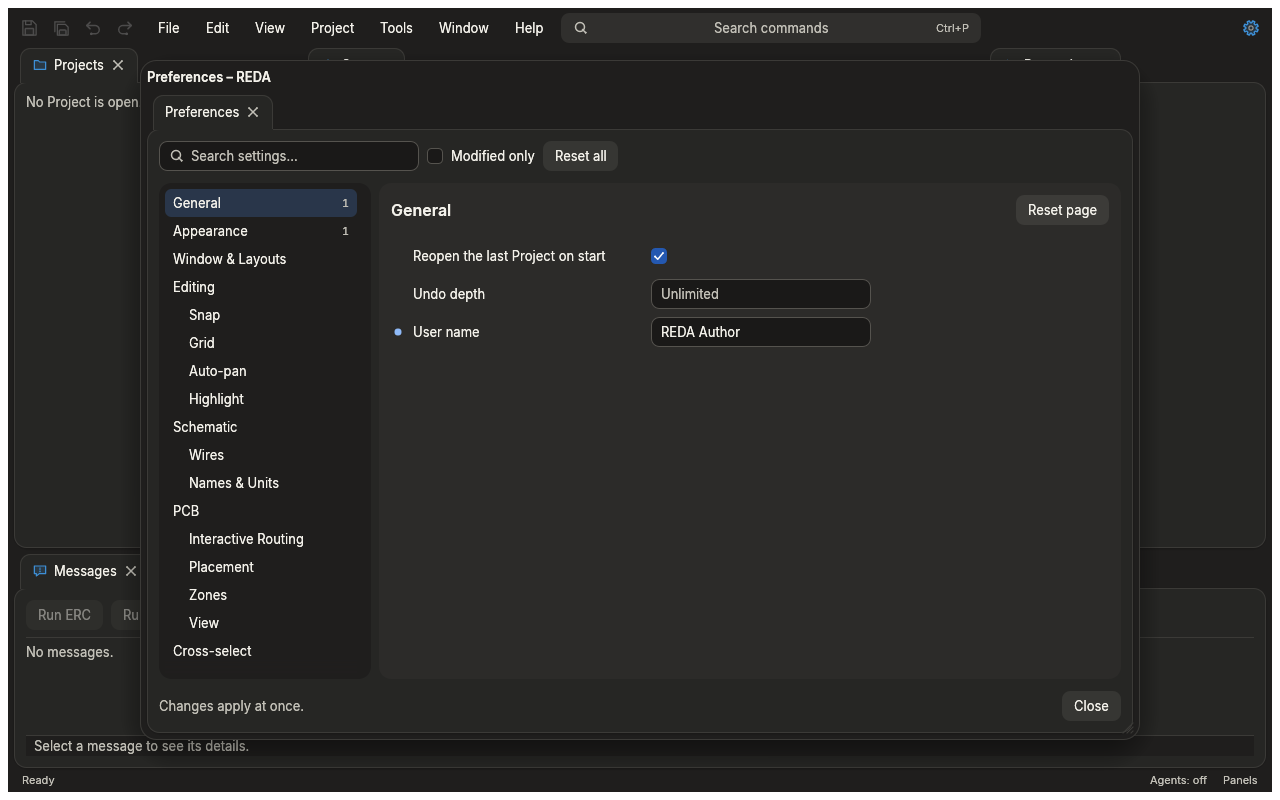 File Edit View Project Tools Window Help Search commands Ctrl+P
Projects
Preferences – REDA
No Project is open
Preferences
Search settings... Modified only Reset all
General 1
Appearance 1
Window & Layouts
Editing
Snap
Grid
Auto-pan
Highlight
Schematic
Wires
Names & Units
PCB
Interactive Routing
Placement
Zones
View
Cross-select
General Reset page
Reopen the last Project on start
Undo depth Unlimited
User name REDA Author
Changes apply at once. Close
Messages
Run ERC Ru
No messages.
Select a message to see its details.
Ready Agents: off Panels